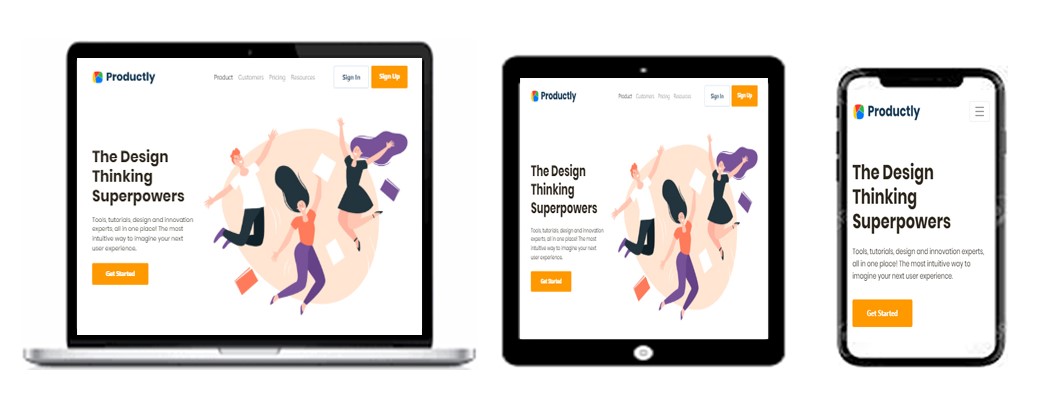 Productly
Product Customers Pricing Resources
Sign In
Sign Up
The Design
Thinking
Superpowers
Tools, tutorials, design and innovation
experts, all in one place! The most
intuitive way to imagine your next
user experience.
Get Started
Productly
Product Customers Pricing Resources
Sign In
Sign Up
The Design
Thinking
Superpowers
Tools, tutorials, design and innovation
experts, all in one place! The most
intuitive way to imagine your next
user experience.
Get Started
Productly
The Design
Thinking
Superpowers
Tools, tutorials, design and innovation experts,
all in one place! The most intuitive way to
imagine your next user experience.
Get Started